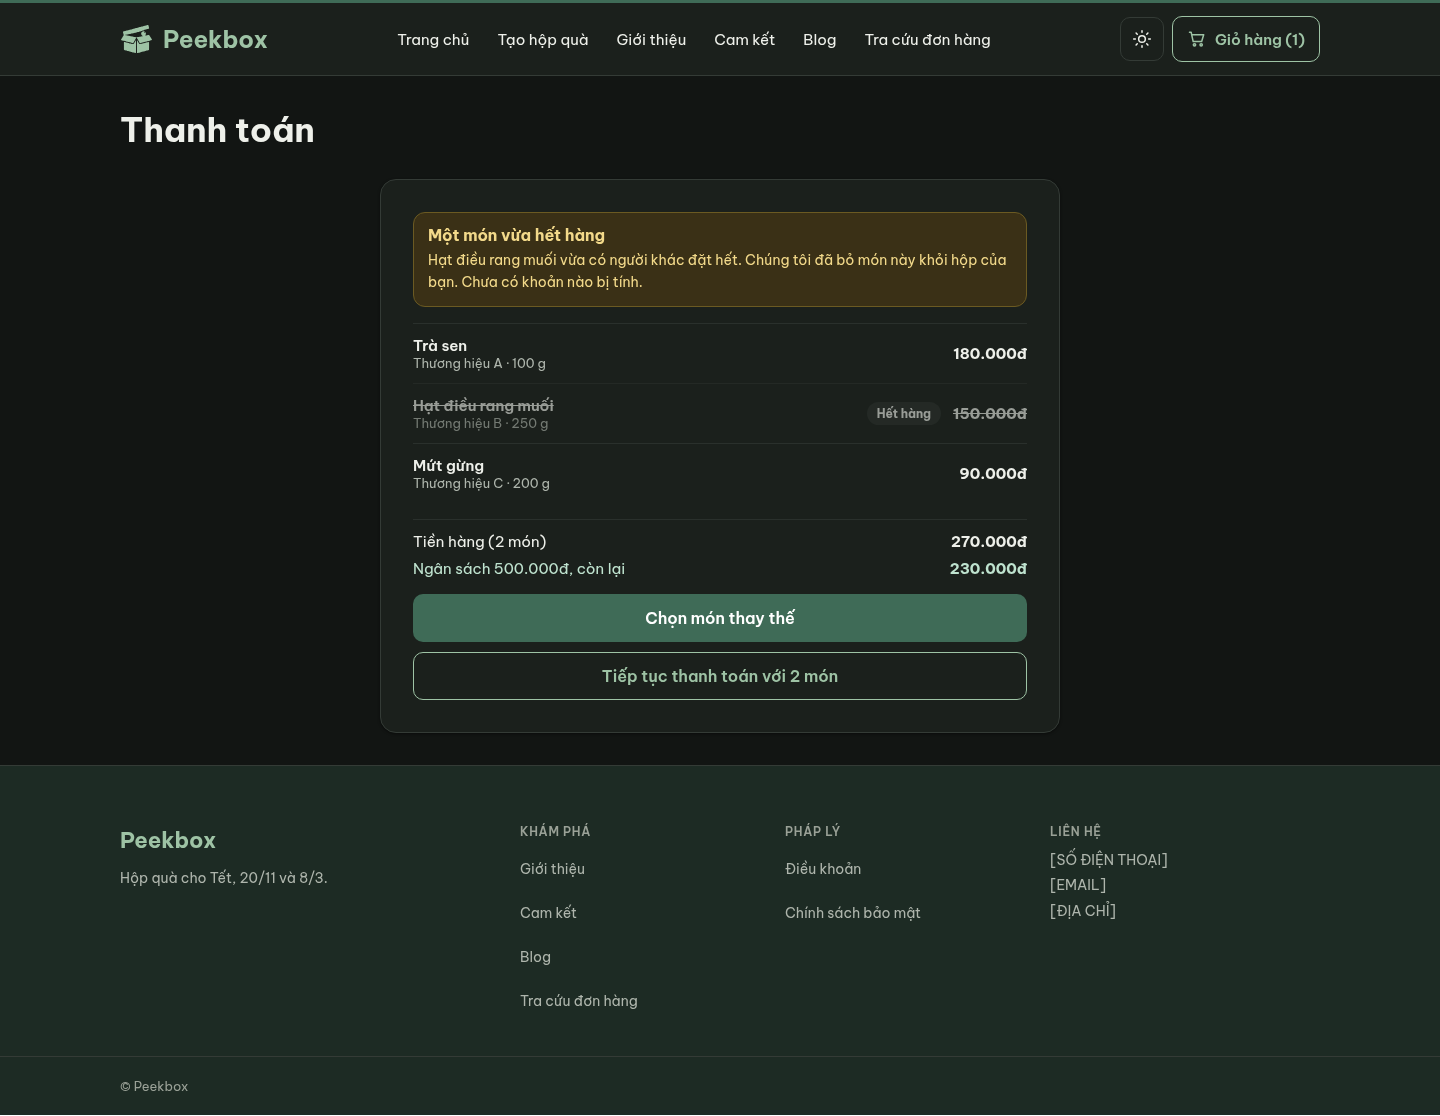 Peekbox
Trang chủ
Tạo hộp quà
Giới thiệu
Cam kết
Blog
Tra cứu đơn hàng
Giỏ hàng (1)
Thanh toán
Một món vừa hết hàng
Hạt điều rang muối vừa có người khác đặt hết. Chúng tôi đã bỏ món này khỏi hộp của
bạn. Chưa có khoản nào bị tính.
Trà sen
180.000đ
Thương hiệu A · 100 g
Hạt điều rang muối
Hết hàng
150.000đ
Thương hiệu B · 250 g
Mứt gừng
90.000đ
Thương hiệu C · 200 g
Tiền hàng (2 món)
270.000đ
Ngân sách 500.000đ, còn lại
230.000đ
Chọn món thay thế
Tiếp tục thanh toán với 2 món
Peekbox
Hộp quà cho Tết, 20/11 và 8/3.
KHÁM PHÁ
Giới thiệu
Cam kết
Blog
Tra cứu đơn hàng
PHÁP LÝ
Điều khoản
Chính sách bảo mật
LIÊN HỆ
[SỐ ĐIỆN THOẠI]
[EMAIL]
[ĐỊA CHỈ]
© Peekbox